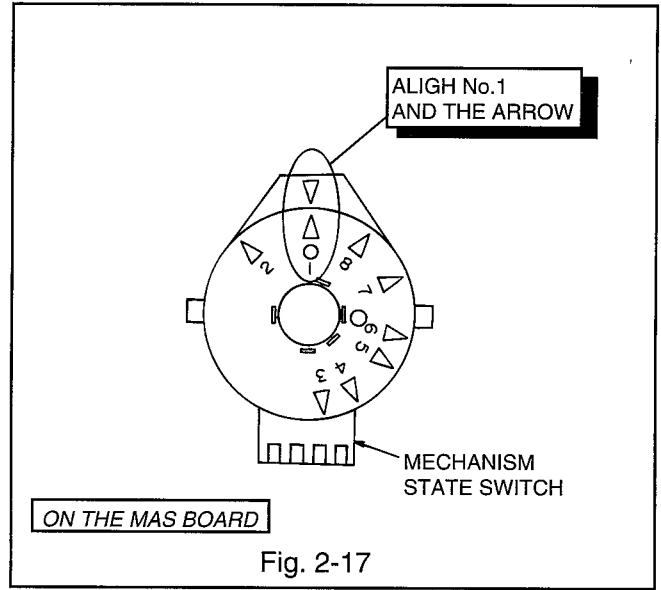 ALIGH No.1
AND THE ARROW
1
2
8
7
6
5
4
3
MECHANISM
STATE SWITCH
ON THE MAS BOARD
Fig. 2-17